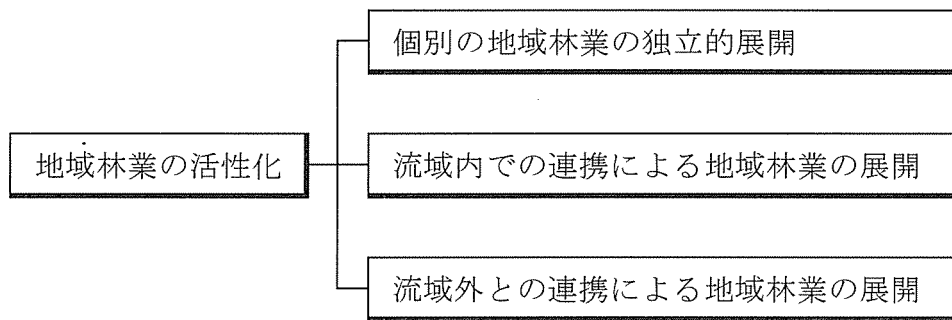 個別の地域林業の独立的展開
地域林業の活性化
流域内での連携による地域林業の展開
流域外との連携による地域林業の展開